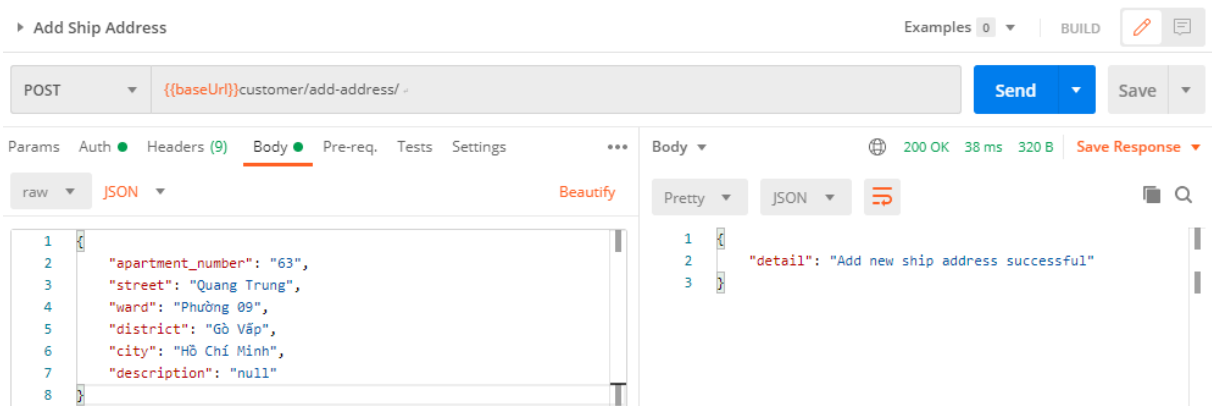 Add Ship Address Examples 0 BUILD
POST {{baseUrl}}customer/add-address/ Send Save
Params Auth Headers (9) Body Pre-req. Tests Settings ••• Body 200 OK 38 ms 320 B Save Response
raw JSON Beautify Pretty JSON
1 {
2 "apartment_number": "63",
3 "street": "Quang Trung",
4 "ward": "Phường 09",
5 "district": "Gò Vấp",
6 "city": "Hồ Chí Minh",
7 "description": "null"
8 }
1 {
2 "detail": "Add new ship address successful"
3 }